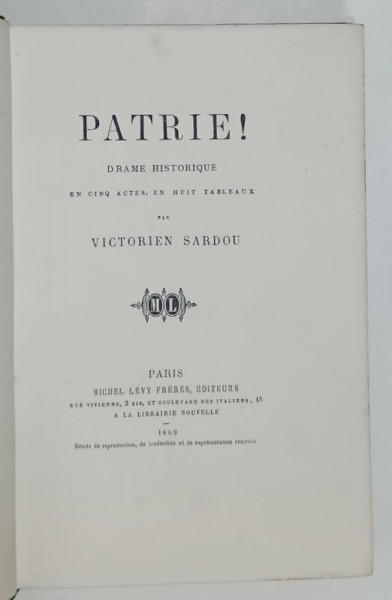 PATRIE!
DRAME HISTORIQUE
EN CINQ ACTES, EN HUIT TABLEAUX
PAR
VICTORIEN SARDOU
ML
PARIS
MICHEL LÉVY FRÈRES, ÉDITEURS
RUE VIVIENNE, 2 BIS, ET BOULEVARD DES ITALIENS, 15
A LA LIBRAIRIE NOUVELLE
1869
Droits de reproduction, de traduction et de représentation réservés